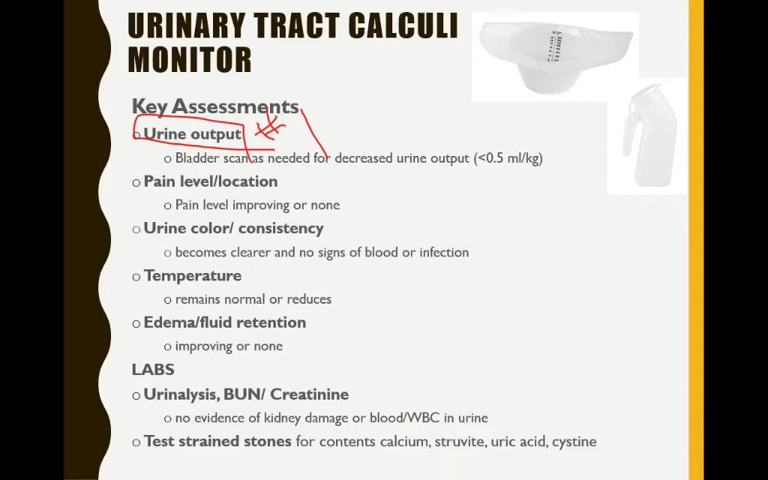 URINARY TRACT CALCULI
MONITOR
Key Assessments
o Urine output
o Bladder scan as needed for decreased urine output (<0.5 ml/kg)
o Pain level/location
o Pain level improving or none
o Urine color/ consistency
o becomes clearer and no signs of blood or infection
o Temperature
o remains normal or reduces
o Edema/fluid retention
o improving or none
LABS
o Urinalysis, BUN/ Creatinine
o no evidence of kidney damage or blood/WBC in urine
o Test strained stones for contents calcium, struvite, uric acid, cystine